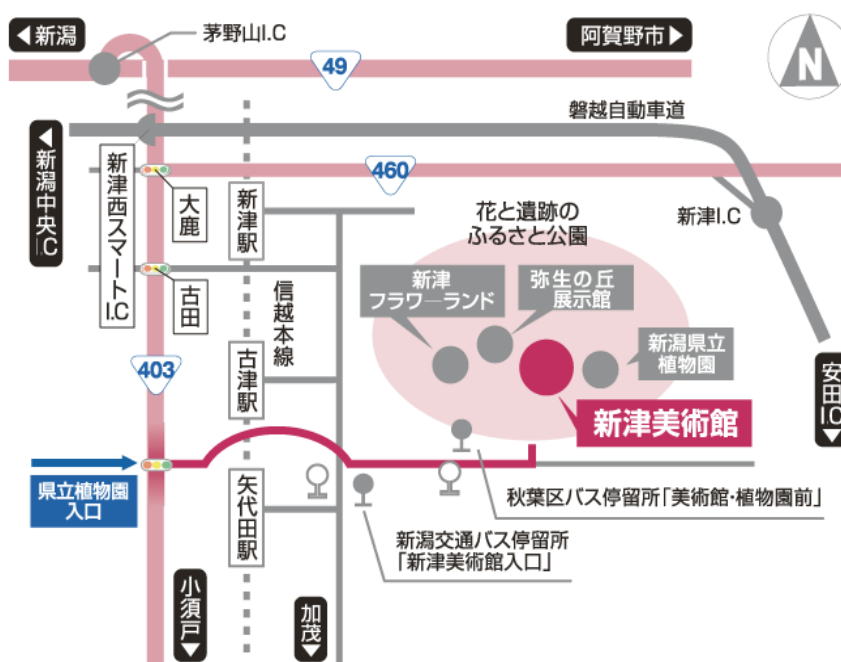 ◀新潟
茅野山I.C
阿賀野市▶
49
N
磐越自動車道
◀新潟中央I.C
新津西スマートI.C
大鹿
460
新津駅
花と遺跡の
ふるさと公園
新津I.C
古田
信越本線
新津
フラワーランド
弥生の丘
展示館
新潟県立
植物園
403
古津駅
安田I.C▼
新津美術館
県立植物園
入口
矢代田駅
秋葉区バス停留所「美術館・植物園前」
新潟交通バス停留所
「新津美術館入口」
小須戸▼
加茂▼